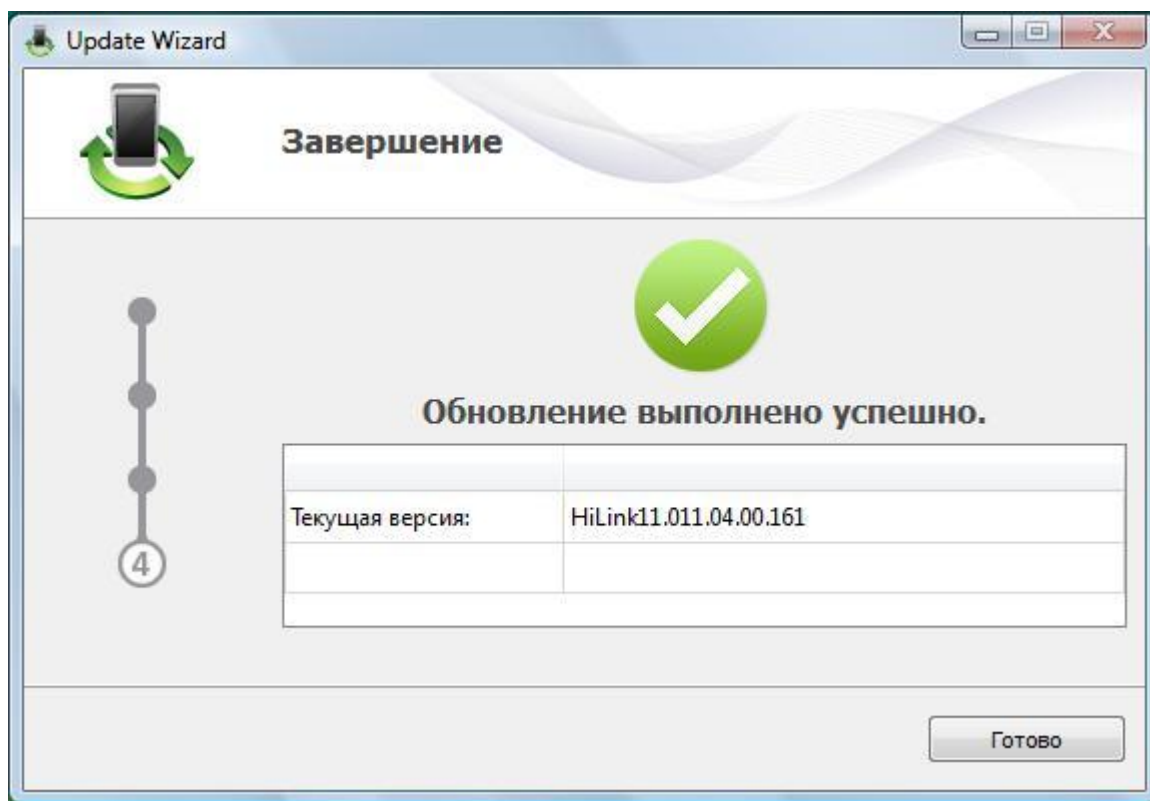 Update Wizard
Завершение
Обновление выполнено успешно.
Текущая версия: HiLink11.011.04.00.161
4
Готово